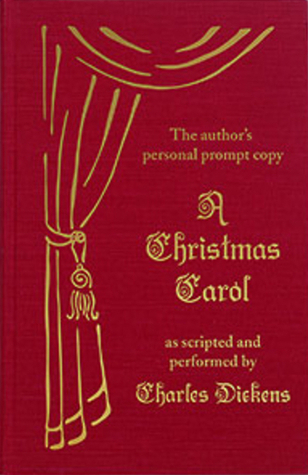 The author's
personal prompt copy
A
Christmas
Carol
as scripted and
performed by
Charles Dickens